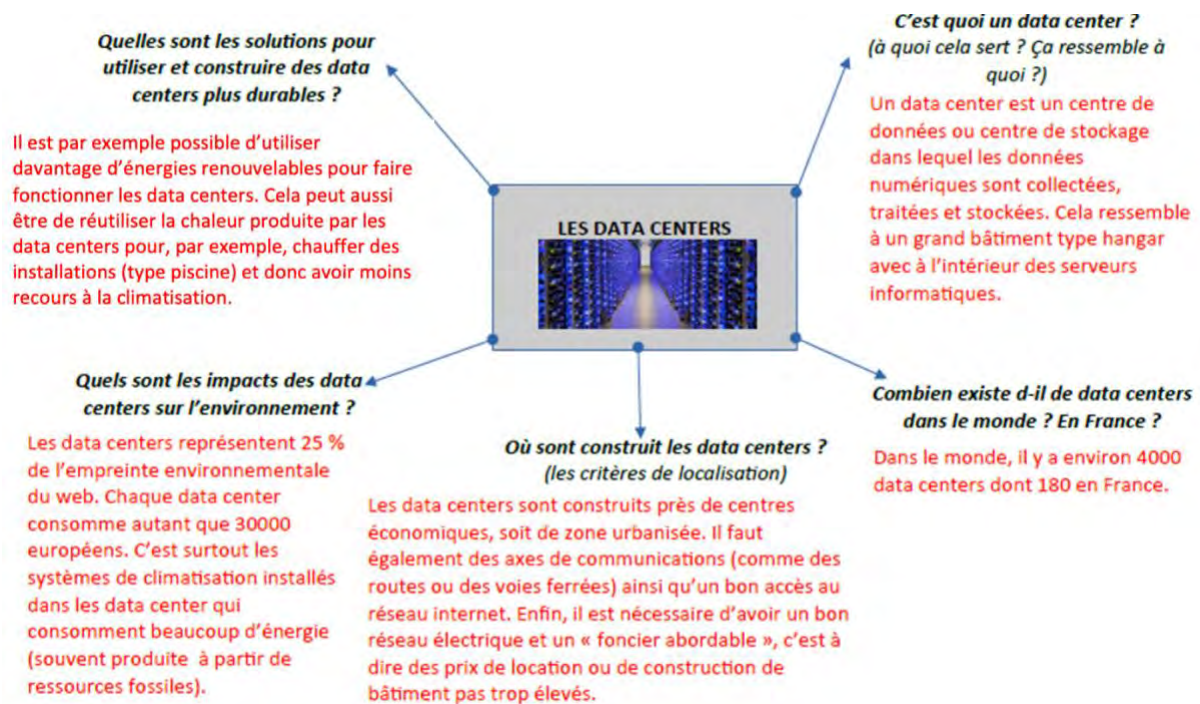 Quelles sont les solutions pour
utiliser et construire des data
centers plus durables ?
Il est par exemple possible d'utiliser
davantage d'énergies renouvelables pour faire
fonctionner les data centers. Cela peut aussi
être de réutiliser la chaleur produite par les
data centers pour, par exemple, chauffer des
installations (type piscine) et donc avoir moins
recours à la climatisation.
C'est quoi un data center ?
(à quoi cela sert ? Ça ressemble à
quoi ?)
Un data center est un centre de
données ou centre de stockage
dans lequel les données
numériques sont collectées,
traitées et stockées. Cela ressemble
à un grand bâtiment type hangar
avec à l'intérieur des serveurs
informatiques.
LES DATA CENTERS
Quels sont les impacts des data
centers sur l'environnement ?
Les data centers représentent 25 %
de l'empreinte environnementale
du web. Chaque data center
consomme autant que 30000
européens. C'est surtout les
systèmes de climatisation installés
dans les data center qui
consomment beaucoup d'énergie
(souvent produite à partir de
ressources fossiles).
Où sont construit les data centers ?
(les critères de localisation)
Les data centers sont construits près de centres
économiques, soit de zone urbanisée. Il faut
également des axes de communications (comme des
routes ou des voies ferrées) ainsi qu'un bon accès au
réseau internet. Enfin, il est nécessaire d'avoir un bon
réseau électrique et un « foncier abordable », c'est à
dire des prix de location ou de construction de
bâtiment pas trop élevés.
Combien existe d-il de data centers
dans le monde ? En France ?
Dans le monde, il y a environ 4000
data centers dont 180 en France.